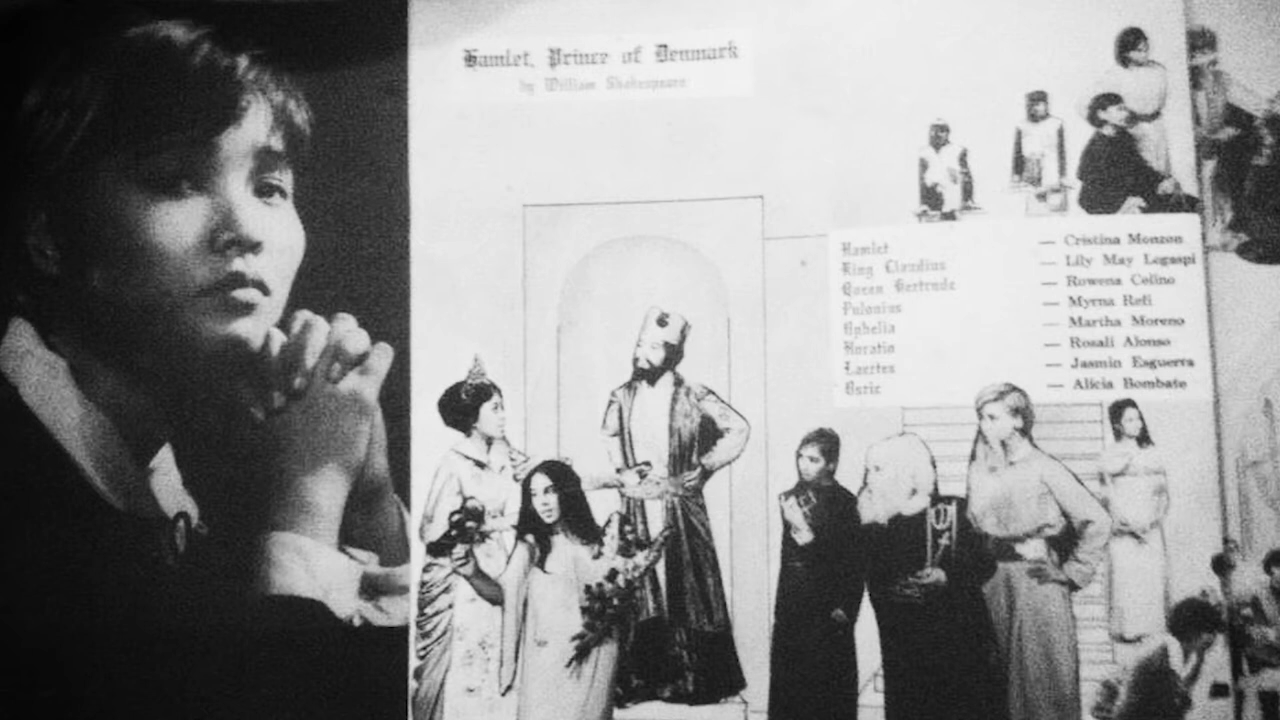 Hamlet, Prince of Denmark
by William Shakespeare
Hamlet — Cristina Monzon
King Claudius — Lily May Legaspi
Queen Gertrude — Rowena Celino
Polonius — Myrna Refi
Ophelia — Martha Moreno
Horatio — Rosali Alonso
Laertes — Jasmin Esguerra
Osric — Alicia Bombate